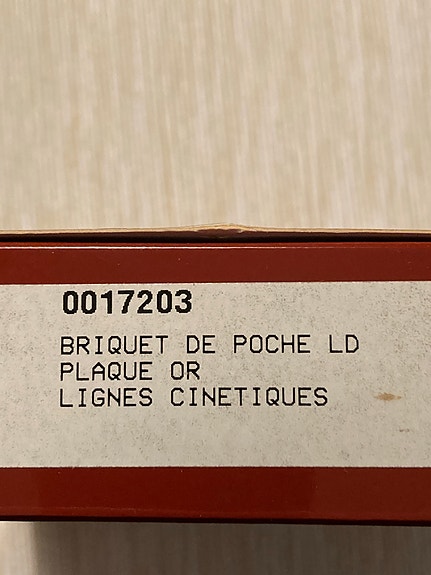 0017203
BRIQUET DE POCHE LD
PLAQUE OR
LIGNES CINETIQUES